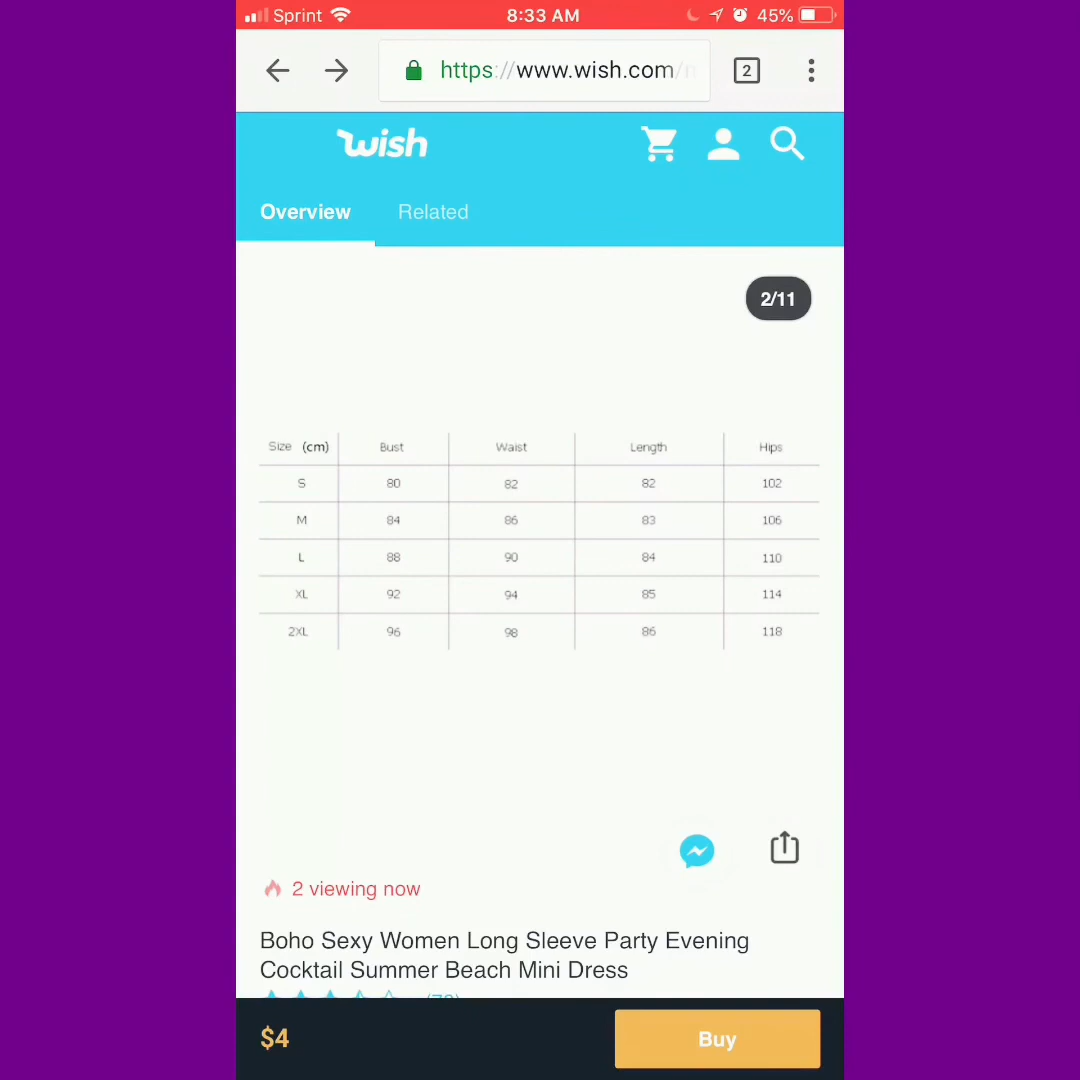 Sprint 8:33 AM 45%
https://www.wish.com/ 2
wish
Overview Related
2/11
Size (cm) Bust Waist Length Hips
S 80 82 82 102
M 84 86 83 106
L 88 90 84 110
XL 92 94 85 114
2XL 96 98 86 118
2 viewing now
Boho Sexy Women Long Sleeve Party Evening
Cocktail Summer Beach Mini Dress
$4 Buy